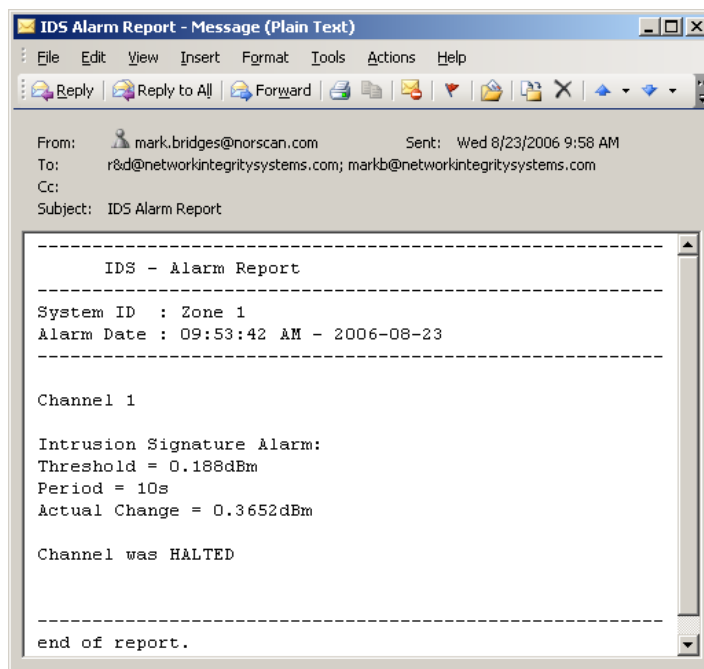 IDS Alarm Report - Message (Plain Text)
File Edit View Insert Format Tools Actions Help
Reply Reply to All Forward
From: mark.bridges@norscan.com Sent: Wed 8/23/2006 9:58 AM
To: r&d@networkintegritysystems.com; markb@networkintegritysystems.com
Cc:
Subject: IDS Alarm Report
---------------------------------------------------------
IDS - Alarm Report
---------------------------------------------------------
System ID : Zone 1
Alarm Date : 09:53:42 AM - 2006-08-23
---------------------------------------------------------
Channel 1
Intrusion Signature Alarm:
Threshold = 0.188dBm
Period = 10s
Actual Change = 0.3652dBm
Channel was HALTED
---------------------------------------------------------
end of report.